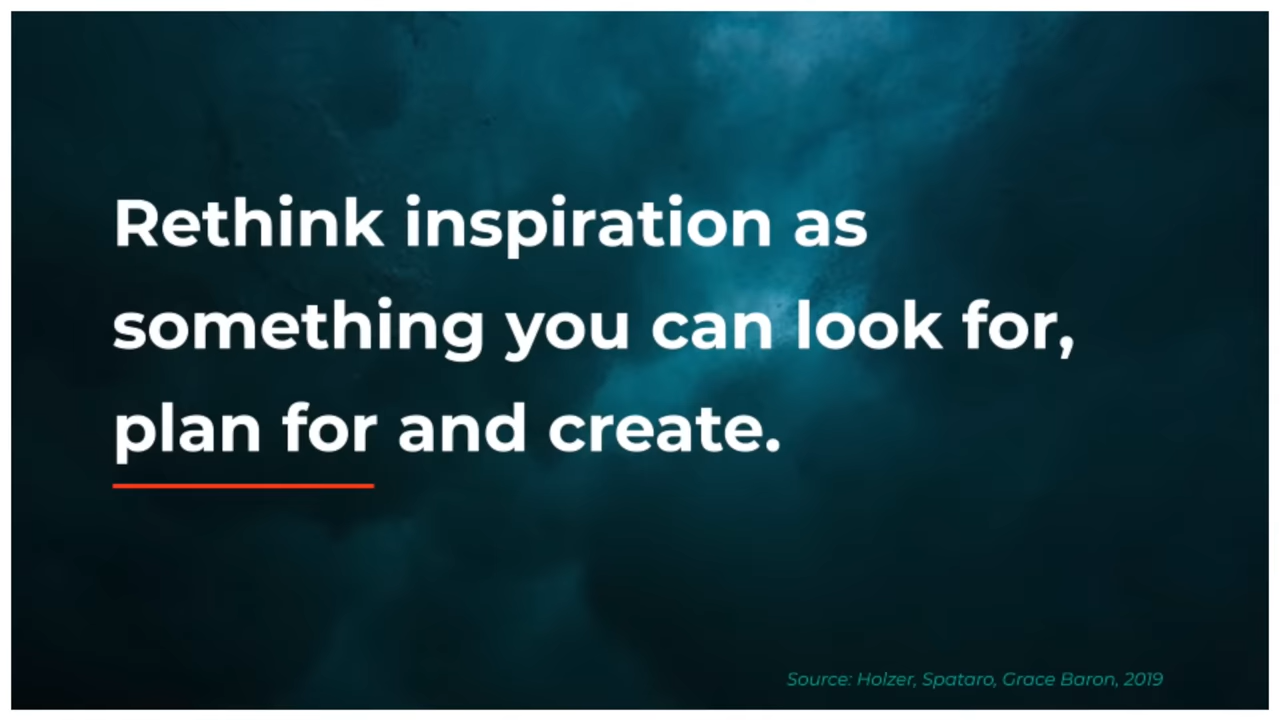 Rethink inspiration as
something you can look for,
plan for and create.
Source: Holzer, Spataro, Grace Baron, 2019